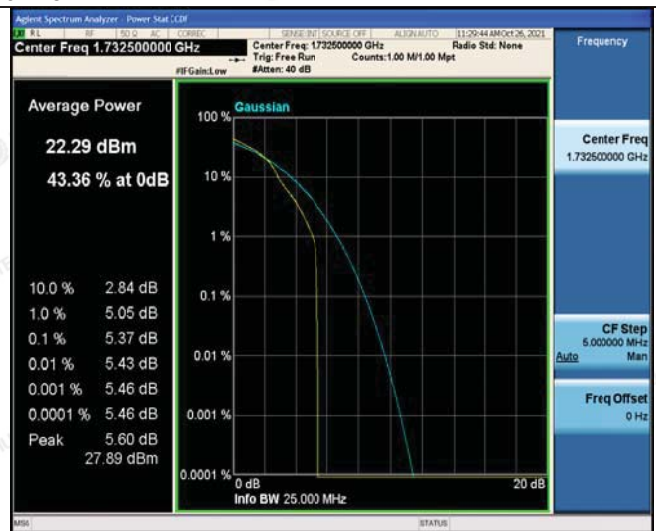 Agilent Spectrum Analyzer - Power Stat CCDF
RL RF 50 Ω AC CORREC SENSE:INT SOURCE OFF ALIGNAUTO 11:29:44 AM Oct 26, 2021
Center Freq 1.732500000 GHz
Center Freq: 1.732500000 GHz Radio Std: None
Trig: Free Run Counts:1.00 M/1.00 Mpt
#IFGain:Low #Atten: 40 dB
Frequency
Average Power
22.29 dBm
43.36 % at 0dB
10.0 % 2.84 dB
1.0 % 5.05 dB
0.1 % 5.37 dB
0.01 % 5.43 dB
0.001 % 5.46 dB
0.0001 % 5.46 dB
Peak 5.60 dB
27.89 dBm
Gaussian
100 %
10 %
1 %
0.1 %
0.01 %
0.001 %
0.0001 %
0 dB 20 dB
Info BW 25.000 MHz
Center Freq
1.732500000 GHz
CF Step
5.000000 MHz
Auto Man
Freq Offset
0 Hz
MSG STATUS